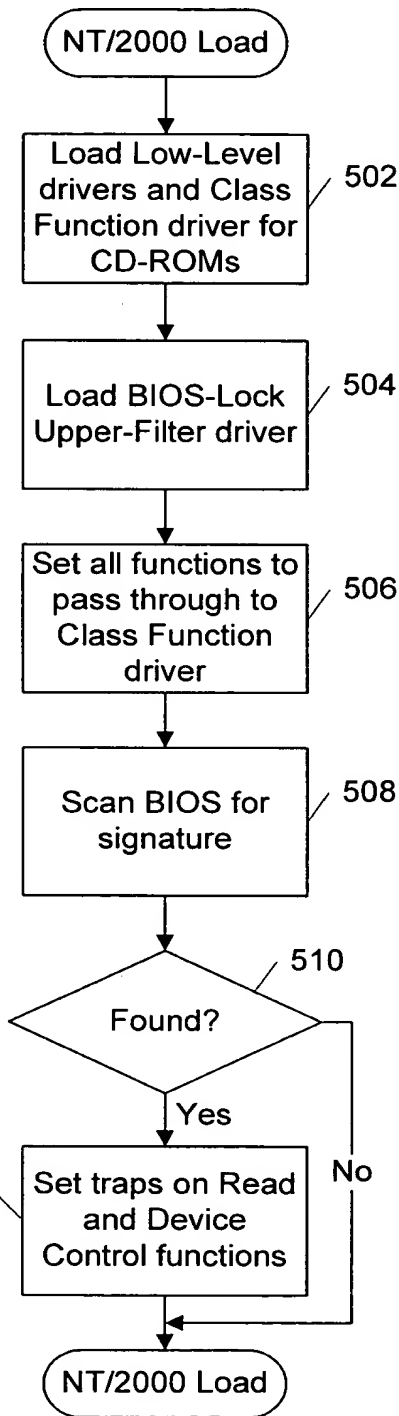 NT/2000 Load
Load Low-Level
drivers and Class
Function driver for
CD-ROMs
502
Load BIOS-Lock
Upper-Filter driver
504
Set all functions to
pass through to
Class Function
driver
506
Scan BIOS for
signature
508
510
Found?
Yes
No
Set traps on Read
and Device
Control functions
NT/2000 Load